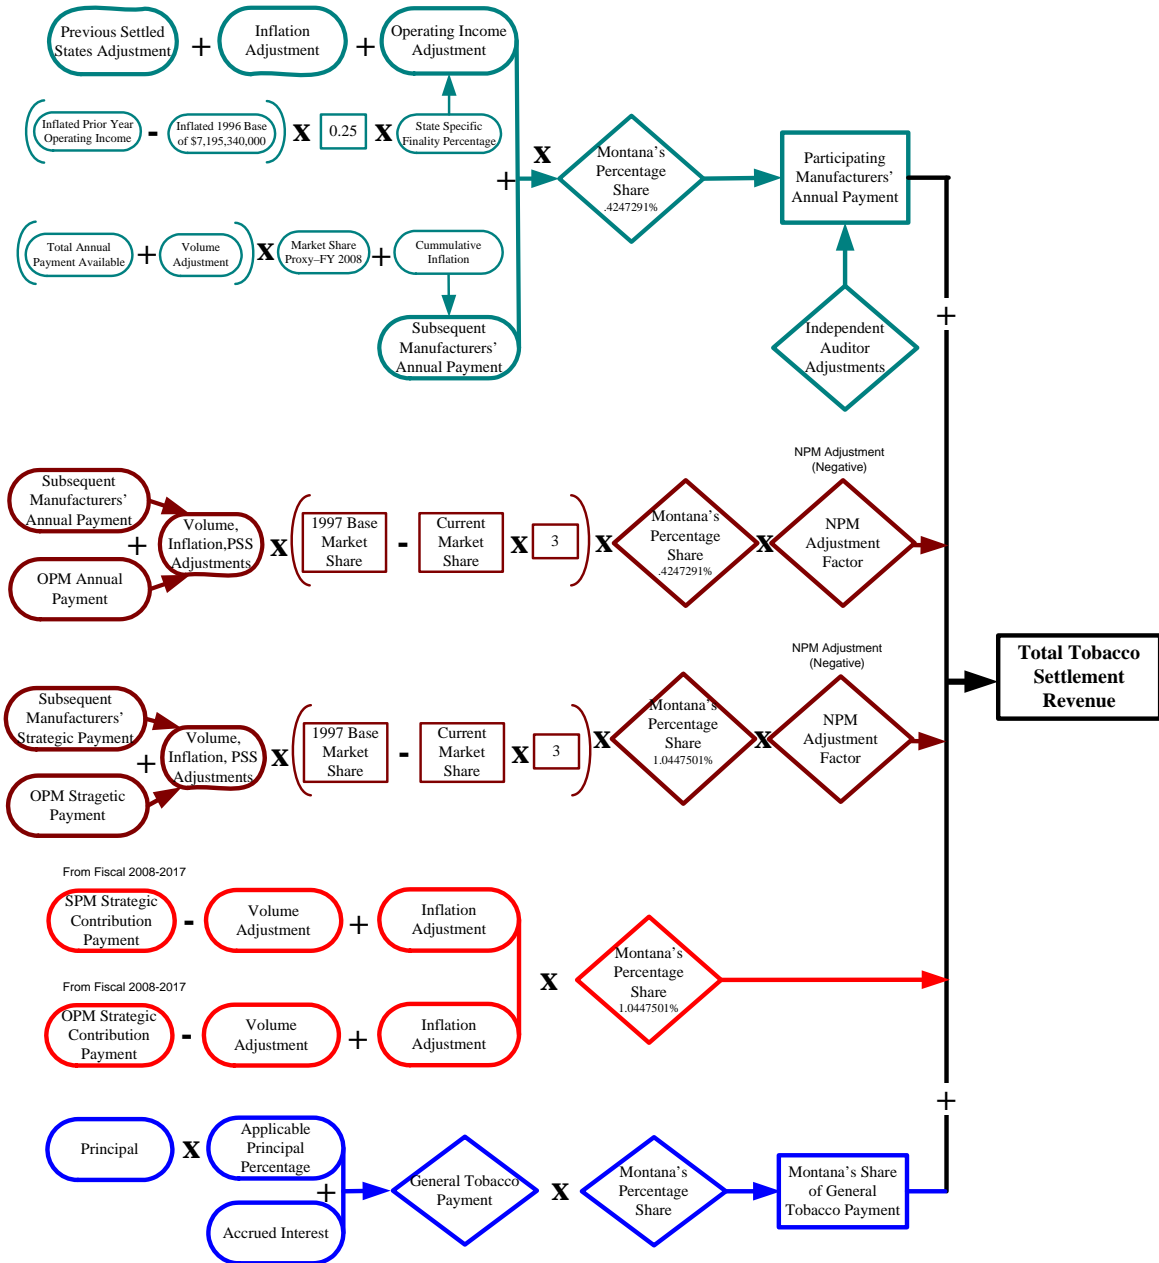 Previous Settled
States Adjustment
+
Inflation
Adjustment
+
Operating Income
Adjustment
Inflated Prior Year
Operating Income
-
Inflated 1996 Base
of $7,195,340,000
X
0.25
X
State Specific
Finality Percentage
+
X
Montana's
Percentage
Share
.4247291%
Participating
Manufacturers'
Annual Payment
Total Annual
Payment Available
+
Volume
Adjustment
X
Market Share
Proxy–FY 2008
+
Cummulative
Inflation
Subsequent
Manufacturers'
Annual Payment
Independent
Auditor
Adjustments
+
Subsequent
Manufacturers'
Annual Payment
+
OPM Annual
Payment
Volume,
Inflation,PSS
Adjustments
X
1997 Base
Market
Share
-
Current
Market
Share
X
3
X
Montana's
Percentage
Share
.4247291%
X
NPM Adjustment
(Negative)
NPM
Adjustment
Factor
Subsequent
Manufacturers'
Strategic Payment
+
OPM Stragetic
Payment
Volume,
Inflation, PSS
Adjustments
X
1997 Base
Market
Share
-
Current
Market
Share
X
3
X
Montana's
Percentage
Share
1.0447501%
X
NPM Adjustment
(Negative)
NPM
Adjustment
Factor
Total Tobacco
Settlement
Revenue
From Fiscal 2008-2017
SPM Strategic
Contribution
Payment
-
Volume
Adjustment
+
Inflation
Adjustment
From Fiscal 2008-2017
OPM Strategic
Contribution
Payment
-
Volume
Adjustment
+
Inflation
Adjustment
X
Montana's
Percentage
Share
1.0447501%
+
Principal
X
Applicable
Principal
Percentage
+
Accrued Interest
General Tobacco
Payment
X
Montana's
Percentage
Share
Montana's Share
of General
Tobacco Payment